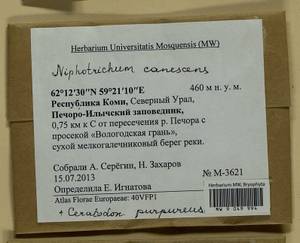 Herbarium Universitatis Mosquensis (MW)
Niphotrichum canescens
62°12'30"N 59°21'10"E 460 м н. у. м.
Республика Коми, Северный Урал,
Печоро-Илычский заповедник,
0,75 км к С от пересечения р. Печора с
просекой «Вологодская грань»,
сухой мелкогалечниковый берег реки.
Собрали А. Серёгин, Н. Захаров
15.07.2013 № M-3621
Определила Е. Игнатова
Atlas Florae Europaeae: 40VFP1
+ Ceratodon purpureus
Herbarium MW, Bryophyta